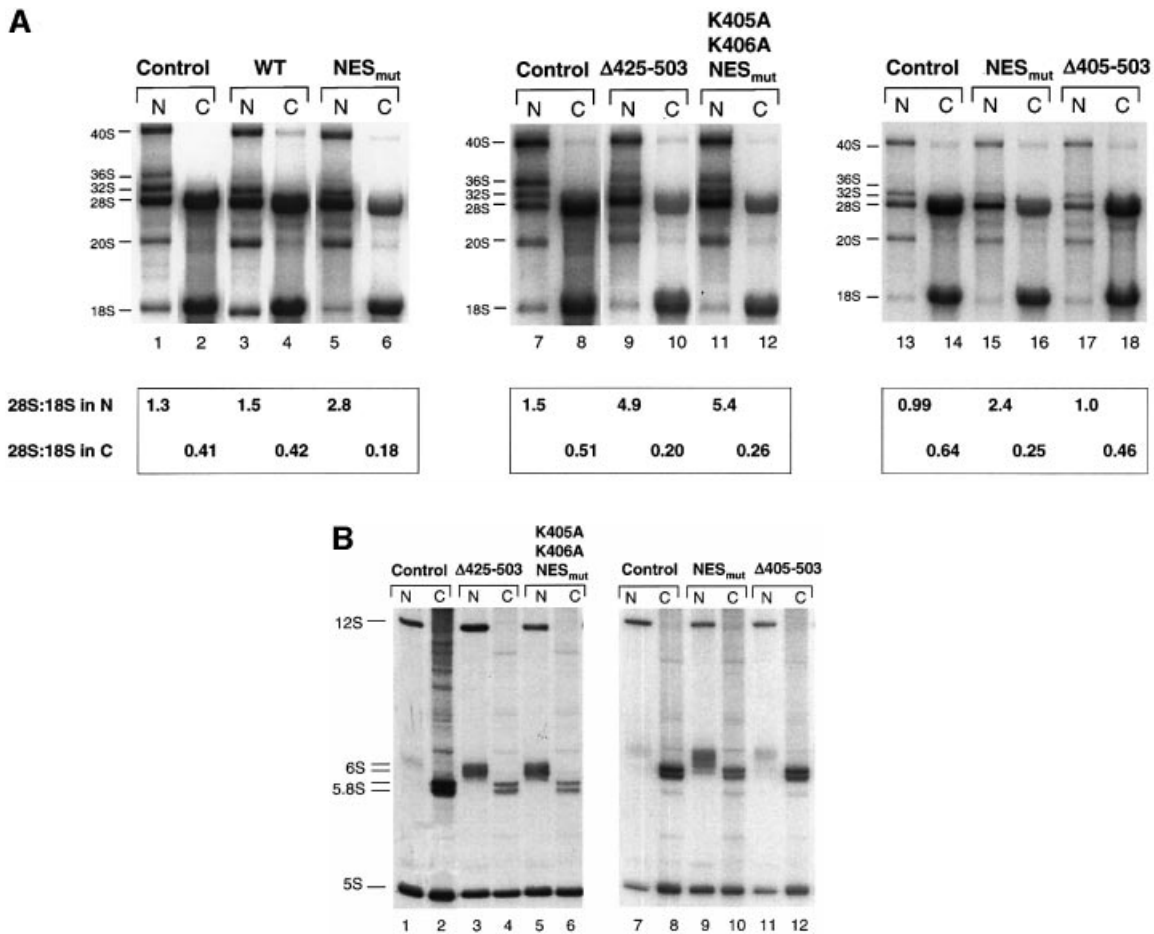 A
Control WT NESmut
N C N C N C
40S
36S
32S
28S
20S
18S
1 2 3 4 5 6
K405A
K406A
Control Δ425-503 NESmut
N C N C N C
40S
36S
32S
28S
20S
18S
7 8 9 10 11 12
Control NESmut Δ405-503
N C N C N C
40S
36S
32S
28S
20S
18S
13 14 15 16 17 18
28S:18S in N 1.3 1.5 2.8 1.5 4.9 5.4 0.99 2.4 1.0
28S:18S in C 0.41 0.42 0.18 0.51 0.20 0.26 0.64 0.25 0.46
B
K405A
K406A
Control Δ425-503 NESmut
N C N C N C
12S
6S
5.8S
5S
1 2 3 4 5 6
Control NESmut Δ405-503
N C N C N C
7 8 9 10 11 12